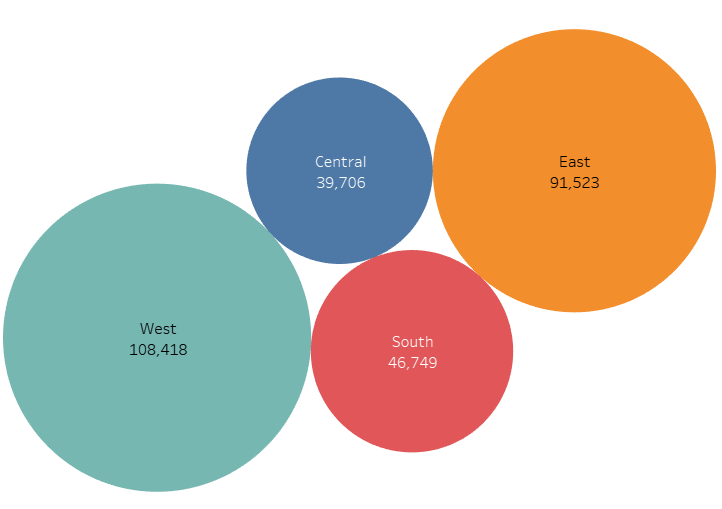 Central
39,706
East
91,523
West
108,418
South
46,749